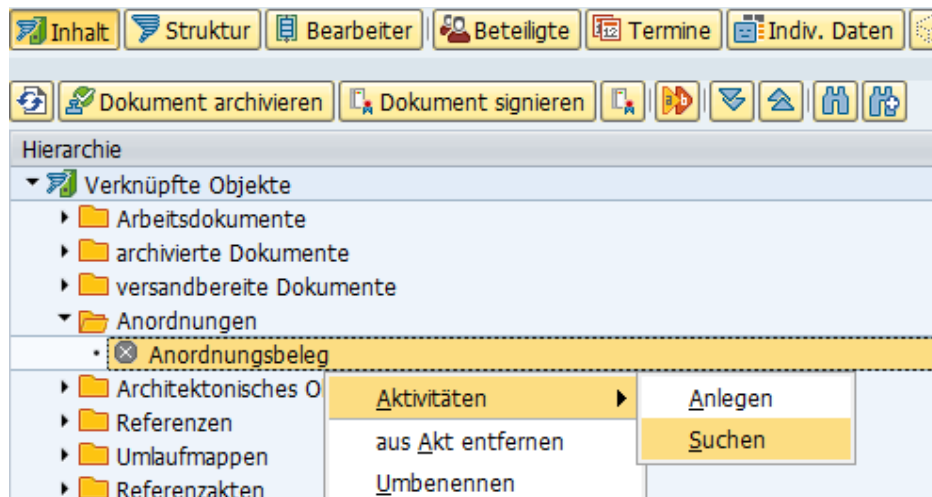 Inhalt Struktur Bearbeiter Beteiligte Termine Indiv. Daten
Dokument archivieren Dokument signieren
Hierarchie
Verknüpfte Objekte
Arbeitsdokumente
archivierte Dokumente
versandbereite Dokumente
Anordnungen
Anordnungsbeleg
Architektonisches O
Aktivitäten
Anlegen
Referenzen
aus Akt entfernen
Suchen
Umlaufmappen
Umbenennen
Referenzakten